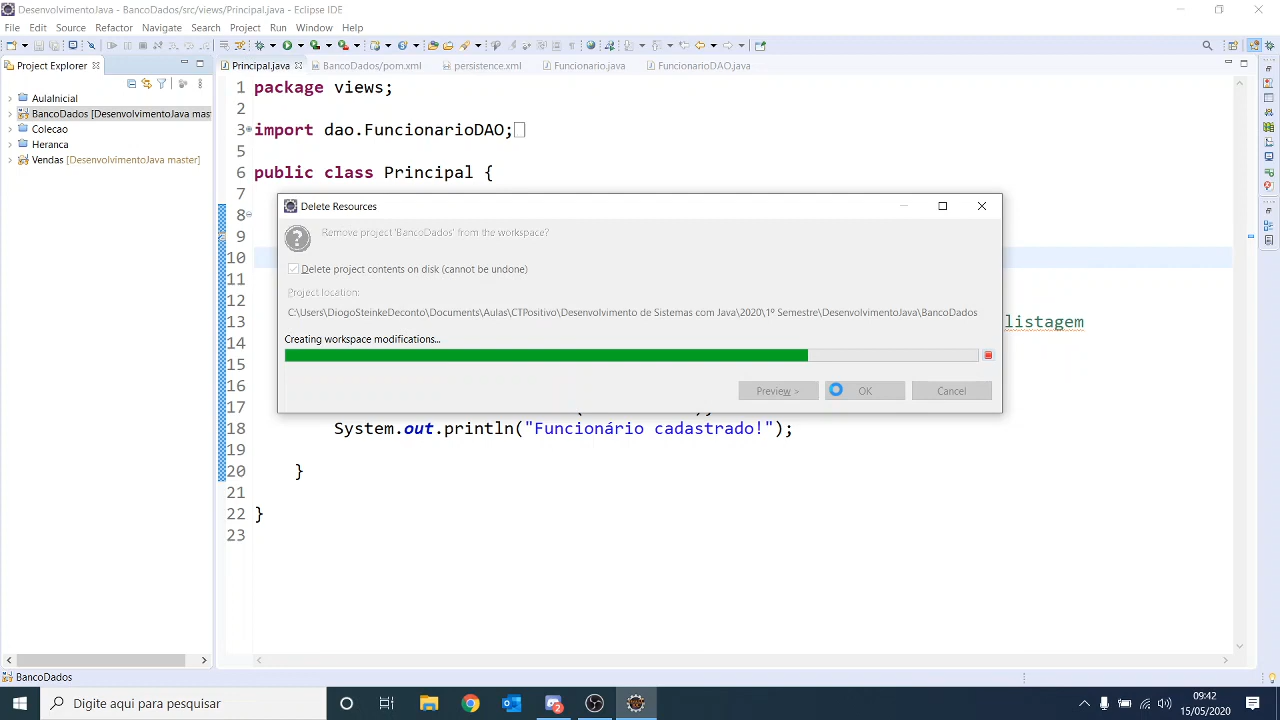 DesenvolvimentoJava - BancoDados/src/views/Principal.java - Eclipse IDE
File Edit Source Refactor Navigate Search Project Run Window Help
Project Explorer
Principal.java
BancoDados/pom.xml
persistence.xml
Funcionario.java
FuncionarioDAO.java
AulaInicial
BancoDados [DesenvolvimentoJava mas
Colecao
Heranca
Vendas [DesenvolvimentoJava master]
1 package views;
2
3 import dao.FuncionarioDAO;
5
6 public class Principal {
7
8
9
10
11
12
13 listagem
14
15
16
17
18 System.out.println("Funcionário cadastrado!");
19
20 }
21
22 }
23
Delete Resources
Remove project 'BancoDados' from the workspace?
Delete project contents on disk (cannot be undone)
Project location:
C:\Users\DiogoSteinkeDeconto\Documents\Aulas\CTPositivo\Desenvolvimento de Sistemas com Java\2020\1º Semestre\DesenvolvimentoJava\BancoDados
Creating workspace modifications...
Preview > OK Cancel
BancoDados
Digite aqui para pesquisar
09:42
15/05/2020